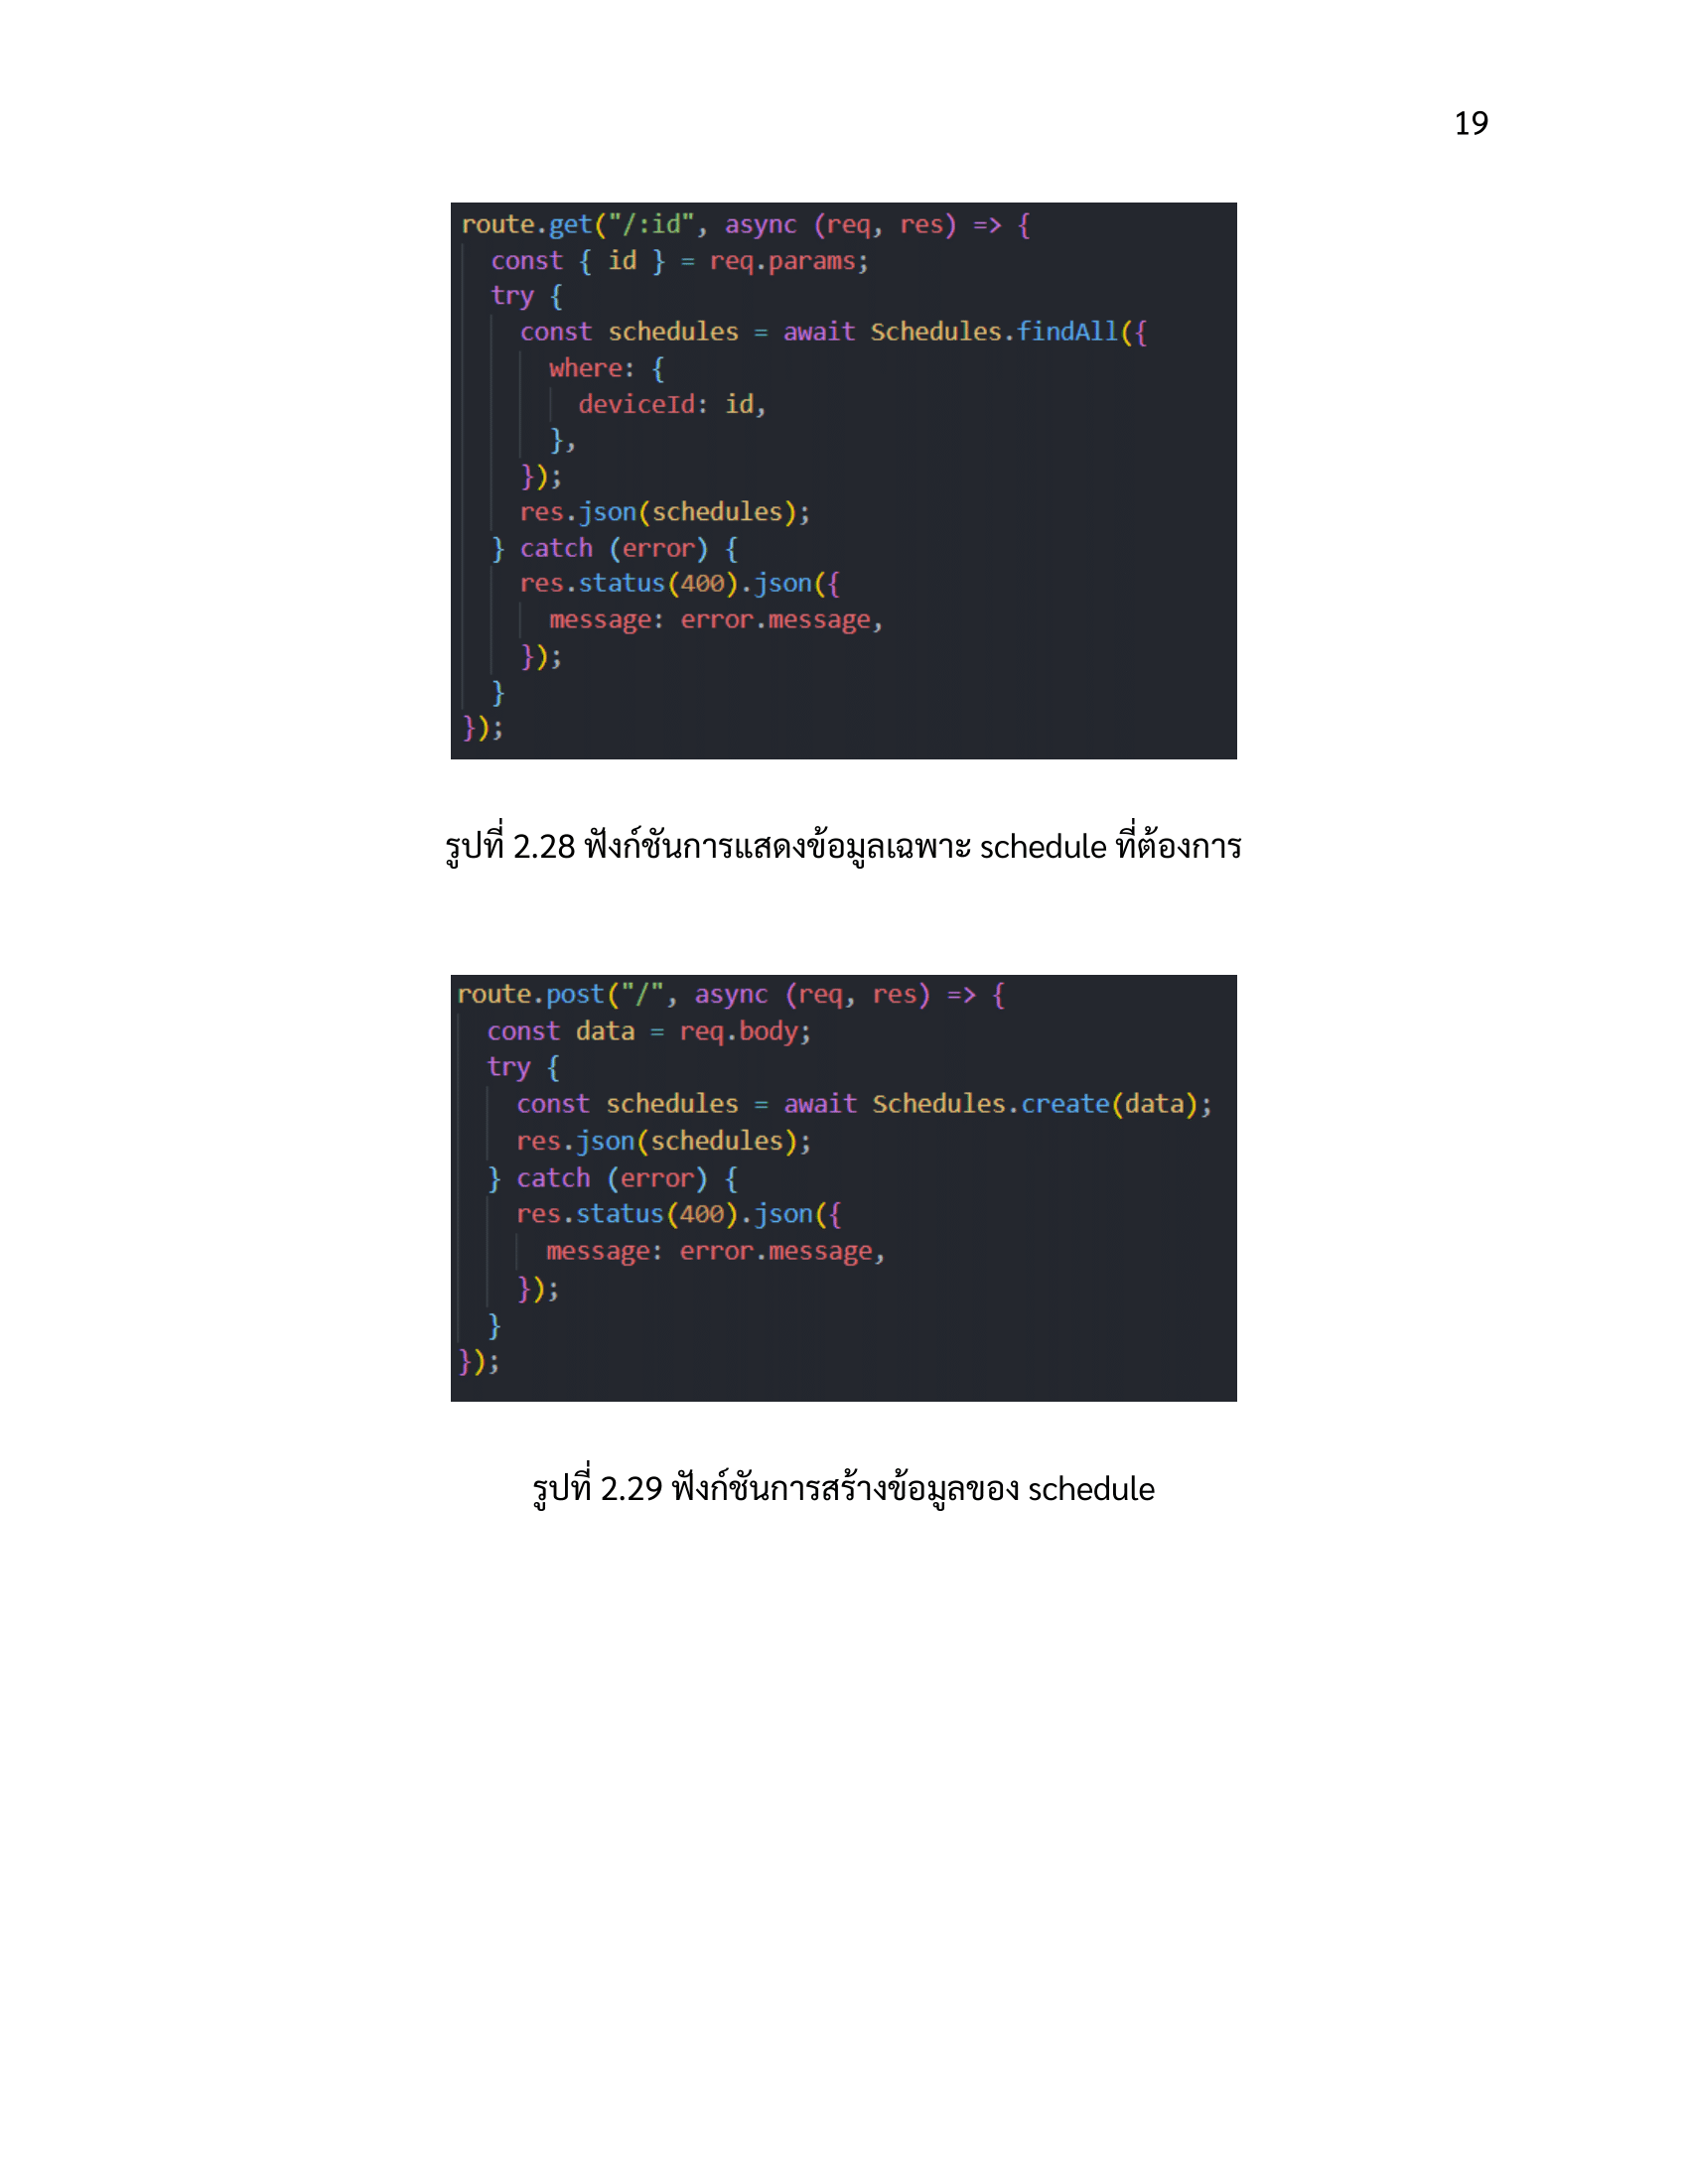 19
route.get("/:id", async (req, res) => {
  const { id } = req.params;
  try {
    const schedules = await Schedules.findAll({
      where: {
        deviceId: id,
      },
    });
    res.json(schedules);
  } catch (error) {
    res.status(400).json({
      message: error.message,
    });
  }
});
รูปที่ 2.28 ฟังก์ชันการแสดงข้อมูลเฉพาะ schedule ที่ต้องการ
route.post("/", async (req, res) => {
  const data = req.body;
  try {
    const schedules = await Schedules.create(data);
    res.json(schedules);
  } catch (error) {
    res.status(400).json({
      message: error.message,
    });
  }
});
รูปที่ 2.29 ฟังก์ชันการสร้างข้อมูลของ schedule